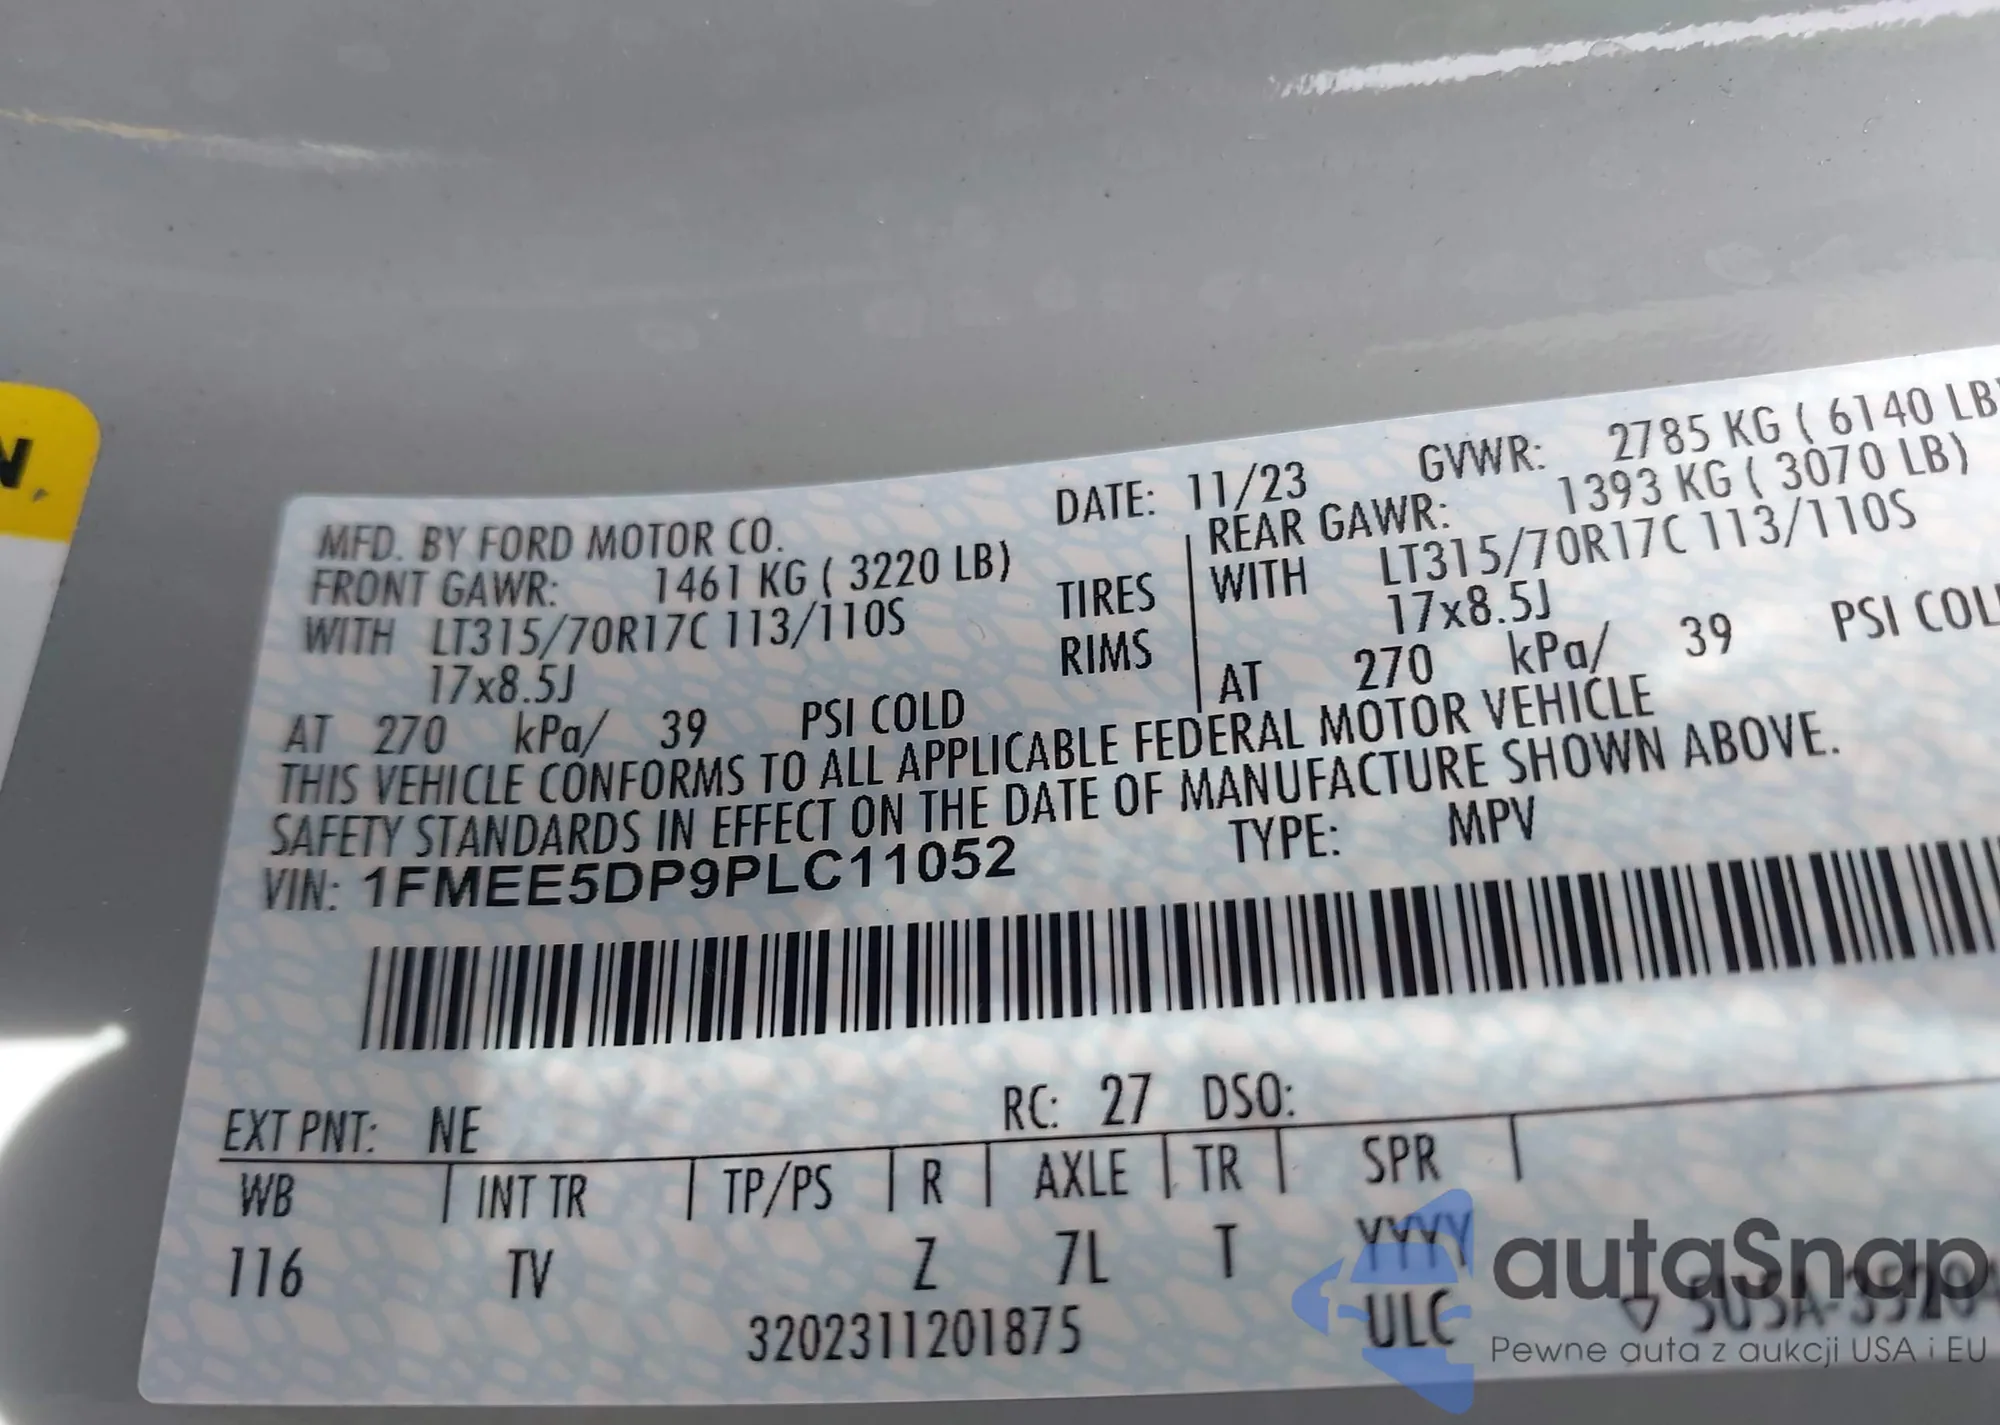 N,
MFD. BY FORD MOTOR CO. DATE: 11/23 GVWR: 2785 KG ( 6140 LB)
FRONT GAWR: 1461 KG ( 3220 LB) REAR GAWR: 1393 KG ( 3070 LB)
WITH LT315/70R17C 113/110S TIRES WITH LT315/70R17C 113/110S
17x8.5J RIMS 17x8.5J
AT 270 kPa/ 39 PSI COLD AT 270 kPa/ 39 PSI COL
THIS VEHICLE CONFORMS TO ALL APPLICABLE FEDERAL MOTOR VEHICLE
SAFETY STANDARDS IN EFFECT ON THE DATE OF MANUFACTURE SHOWN ABOVE.
VIN: 1FMEE5DP9PLC11052 TYPE: MPV
EXT PNT: NE RC: 27 DSO:
WB INT TR TP/PS R AXLE TR SPR
116 TV Z 7L T YYYY
3202311201875 ULC
autaSnap
Pewne auta z aukcji USA i EU